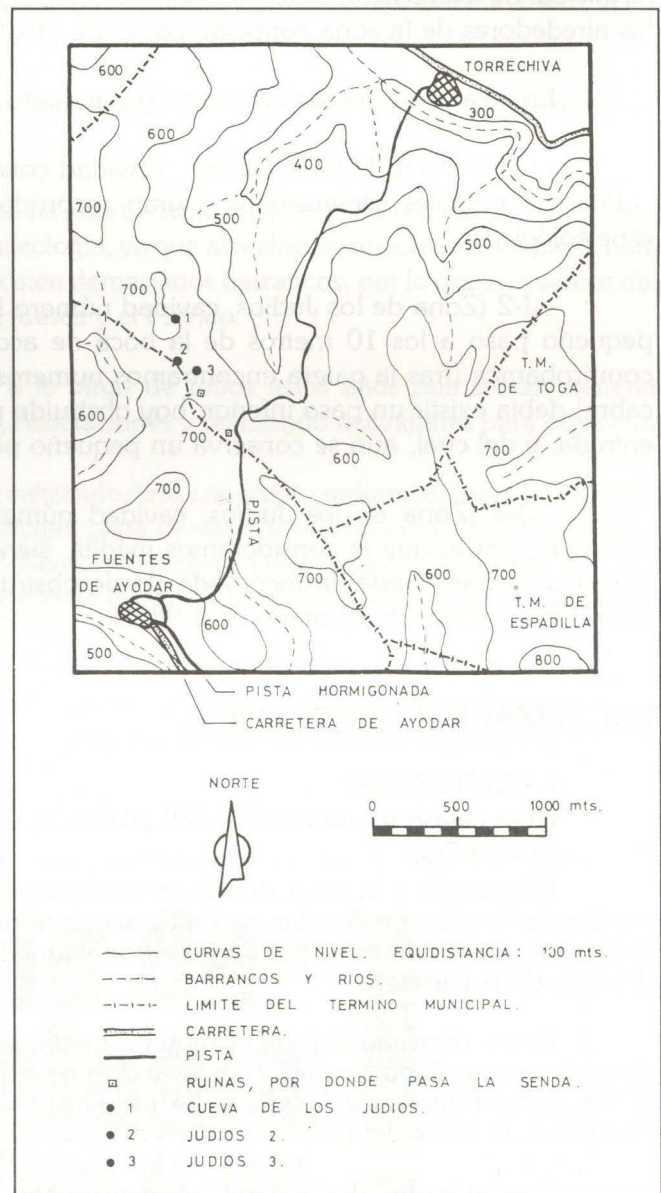 600
TORRECHIVA
300
600
400
700
500
500
700
1
2
3
T. M.
DE TOGA
600
700
600
700
700
PISTA
FUENTES
DE AYODAR
700
600
700
600
T. M. DE
ESPADILLA
500
800
PISTA HORMIGONADA
CARRETERA DE AYODAR
NORTE
0 500 1000 mts.
CURVAS DE NIVEL. EQUIDISTANCIA: 100 mts.
BARRANCOS Y RIOS.
LIMITE DEL TERMINO MUNICIPAL.
CARRETERA.
PISTA
RUINAS, POR DONDE PASA LA SENDA.
1 CUEVA DE LOS JUDIOS.
2 JUDIOS 2.
3 JUDIOS 3.